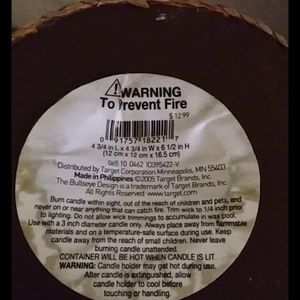 WARNING
To Prevent Fire
$ 12.99
0 91757 18221 7
4 3/4 in L x 4 3/4 in W x 6 1/2 in H
(12 cm x 12 cm x 16.5 cm)
065 10 0462 ID395422-V
Distributed by Target Corporation Minneapolis, MN 55403
Made in Philippines ©2005 Target Brands, Inc.
The Bullseye Design is a trademark of Target Brands, Inc.
All Rights Reserved. www.target.com
Burn candle within sight, out of the reach of children and pets, and
never on or near anything that can catch fire. Trim wick to 1/4 inch prior
to lighting. Do not allow wick trimmings to accumulate in wax pool.
Use with a 3 inch diameter candle only. Always place away from flammable
materials and on a temperature-safe surface during use. Keep
candle away from the reach of small children. Never leave
burning candle unattended.
CONTAINER WILL BE HOT WHEN CANDLE IS LIT.
WARNING: Candle holder may get hot during use.
After candle is extinguished, allow
candle holder to cool before
touching or handling.